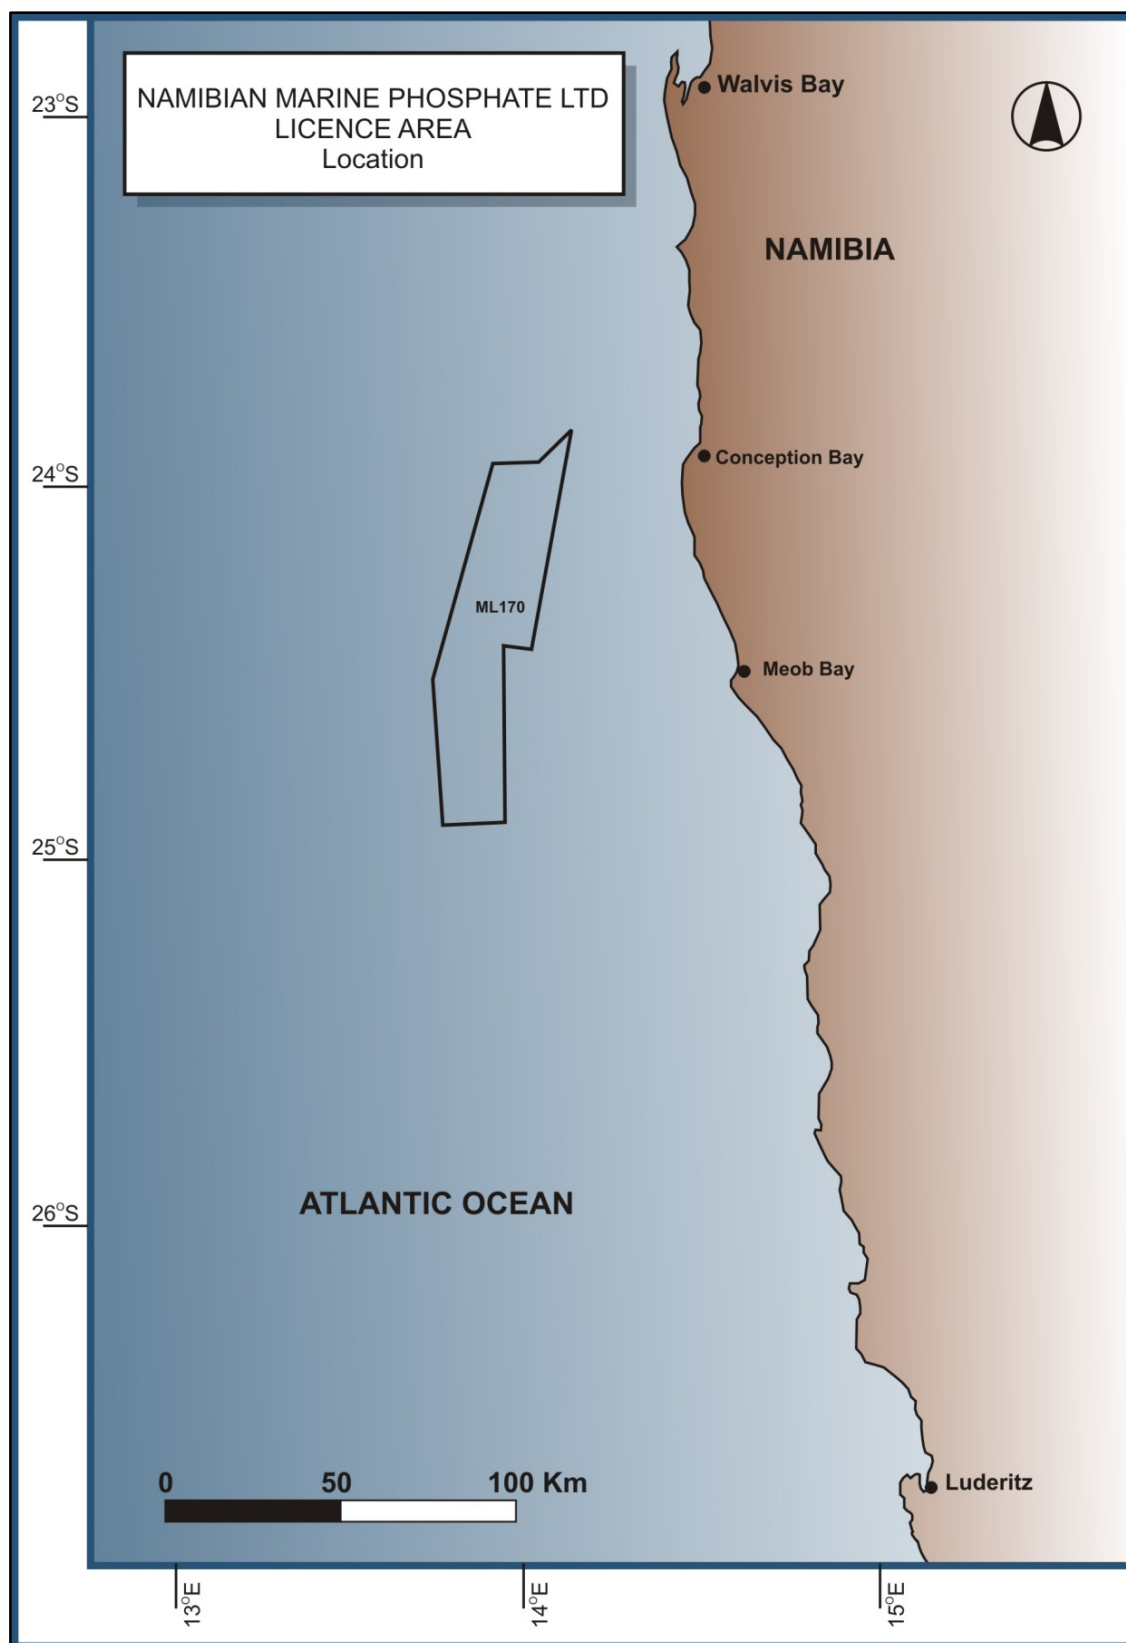 NAMIBIAN MARINE PHOSPHATE LTD
LICENCE AREA
Location
Walvis Bay
23°S
NAMIBIA
Conception Bay
24°S
ML170
Meob Bay
25°S
ATLANTIC OCEAN
26°S
0 50 100 Km
Luderitz
13°E 14°E 15°E